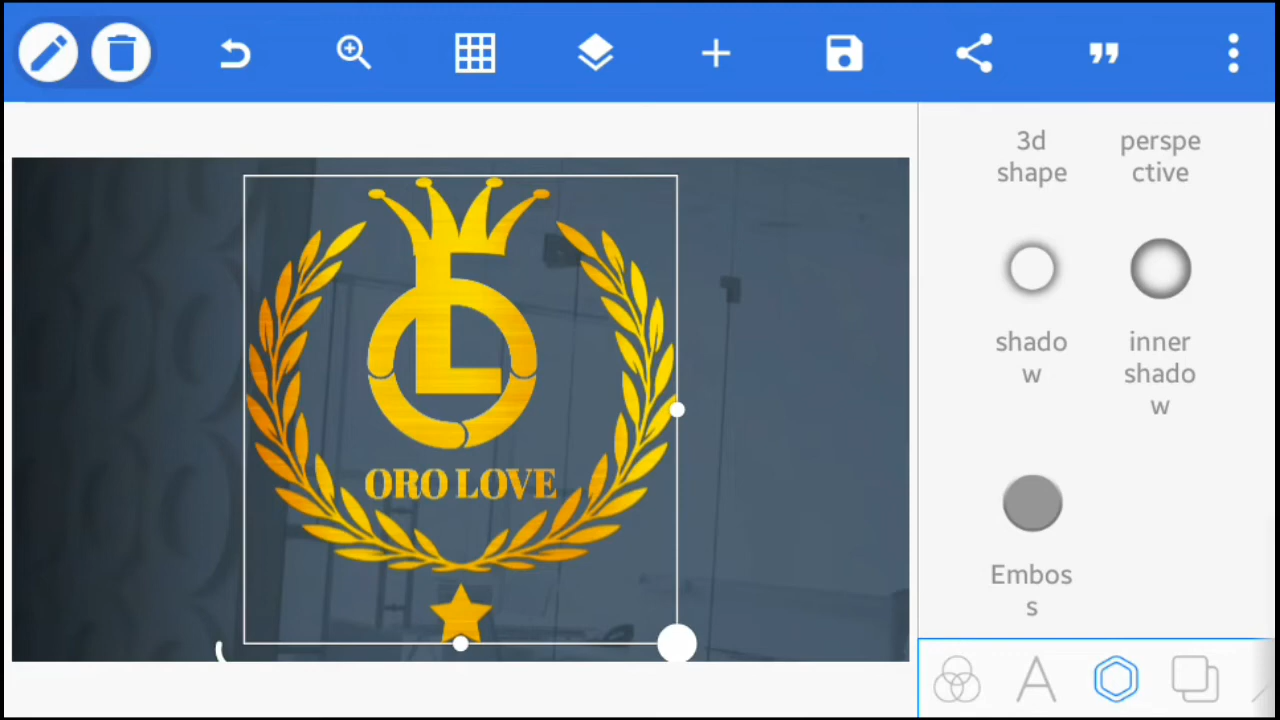 3d
shape
perspe
ctive
shado
w
inner
shado
w
L
ORO LOVE
Embos
s